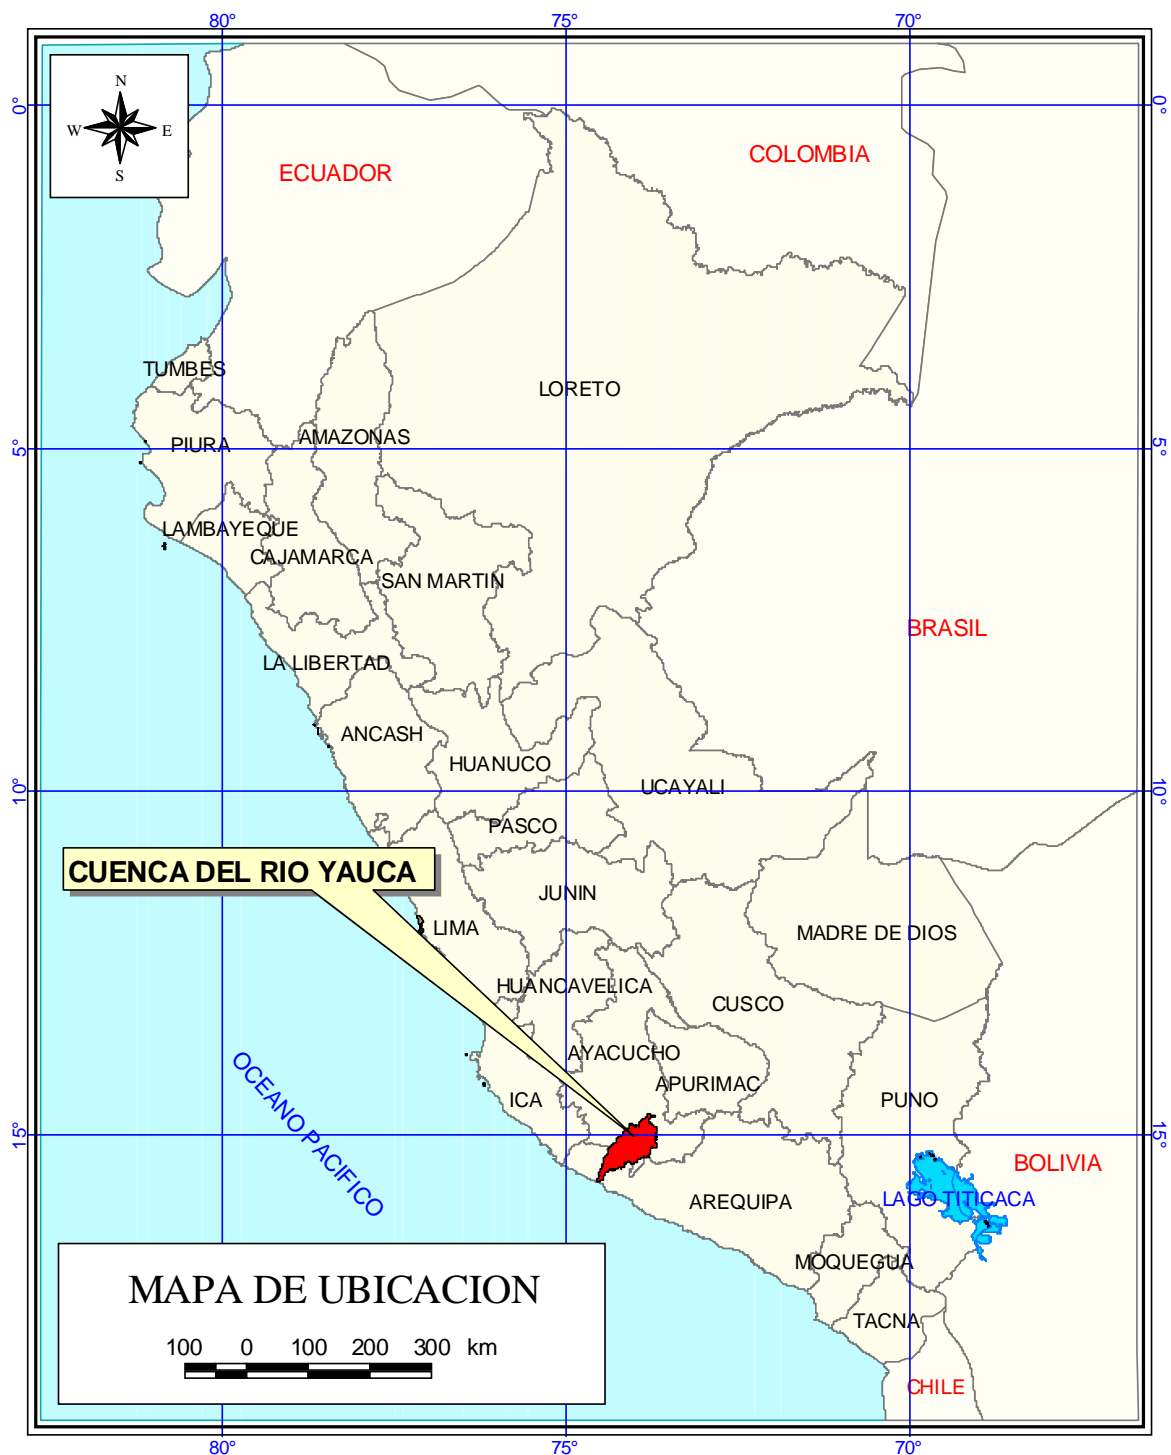 80°
75°
70°
N
W
E
S
0°
0°
ECUADOR
COLOMBIA
TUMBES
LORETO
PIURA
AMAZONAS
5°
5°
LAMBAYEQUE
CAJAMARCA
SAN MARTIN
BRASIL
LA LIBERTAD
ANCASH
HUANUCO
UCAYALI
10°
10°
PASCO
CUENCA DEL RIO YAUCA
JUNIN
LIMA
MADRE DE DIOS
HUANCAVELICA
CUSCO
AYACUCHO
APURIMAC
ICA
PUNO
OCEANO PACIFICO
15°
15°
BOLIVIA
AREQUIPA
LAGO TITICACA
MOQUEGUA
TACNA
CHILE
MAPA DE UBICACION
100 0 100 200 300 km
80°
75°
70°